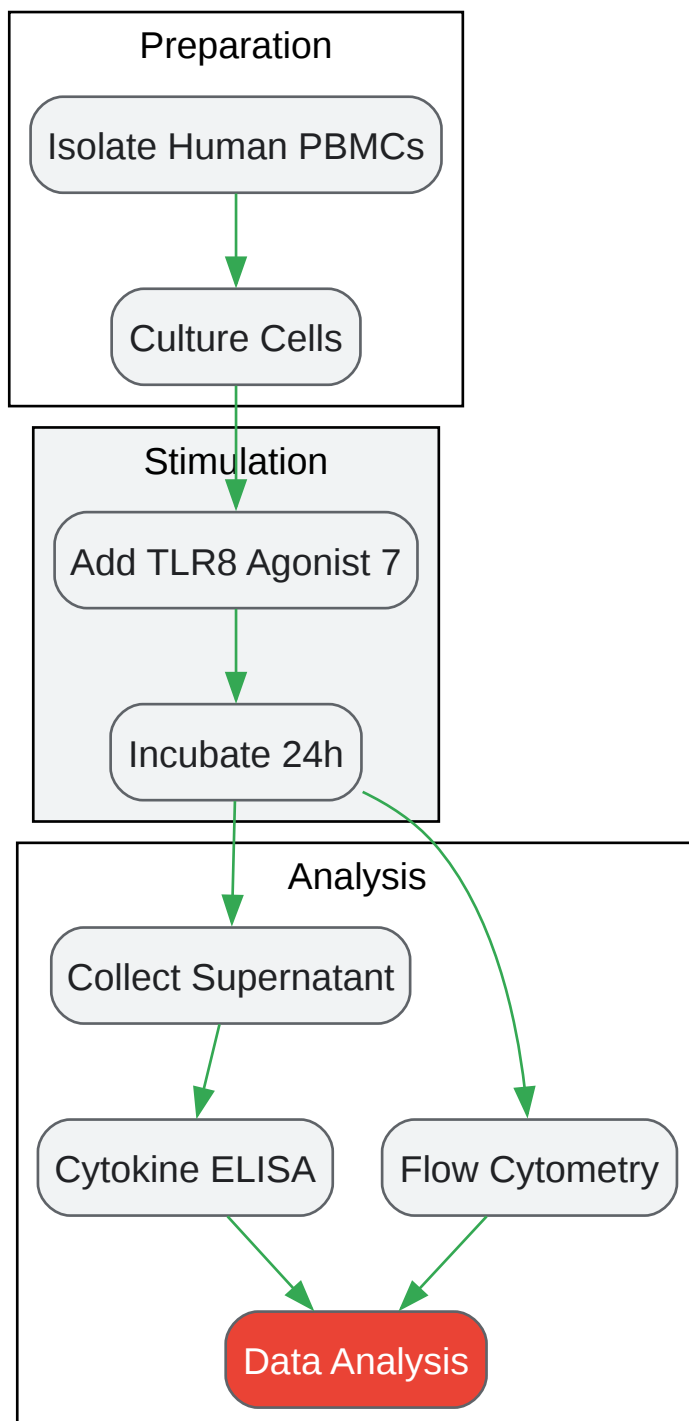 Preparation
Isolate Human PBMCs
Culture Cells
Stimulation
Add TLR8 Agonist 7
Incubate 24h
Analysis
Collect Supernatant
Cytokine ELISA
Flow Cytometry
Data Analysis